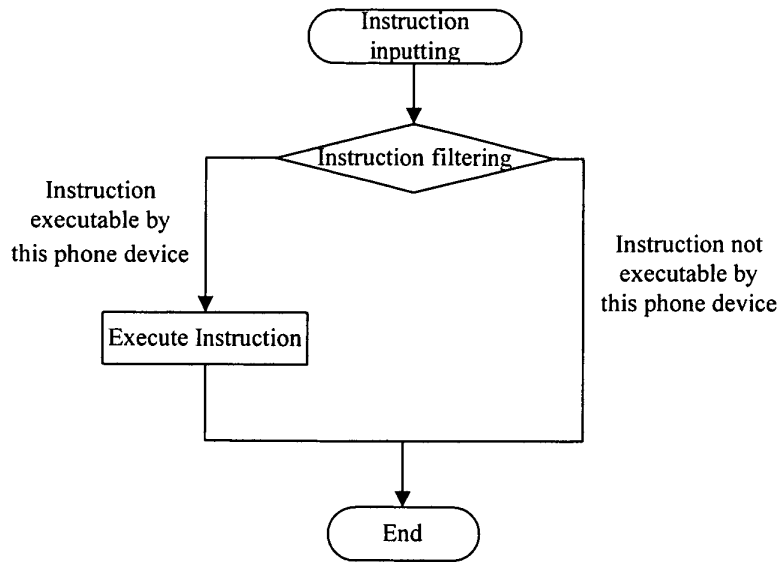 Instruction
inputting
Instruction filtering
Instruction
executable by
this phone device
Instruction not
executable by
this phone device
Execute Instruction
End